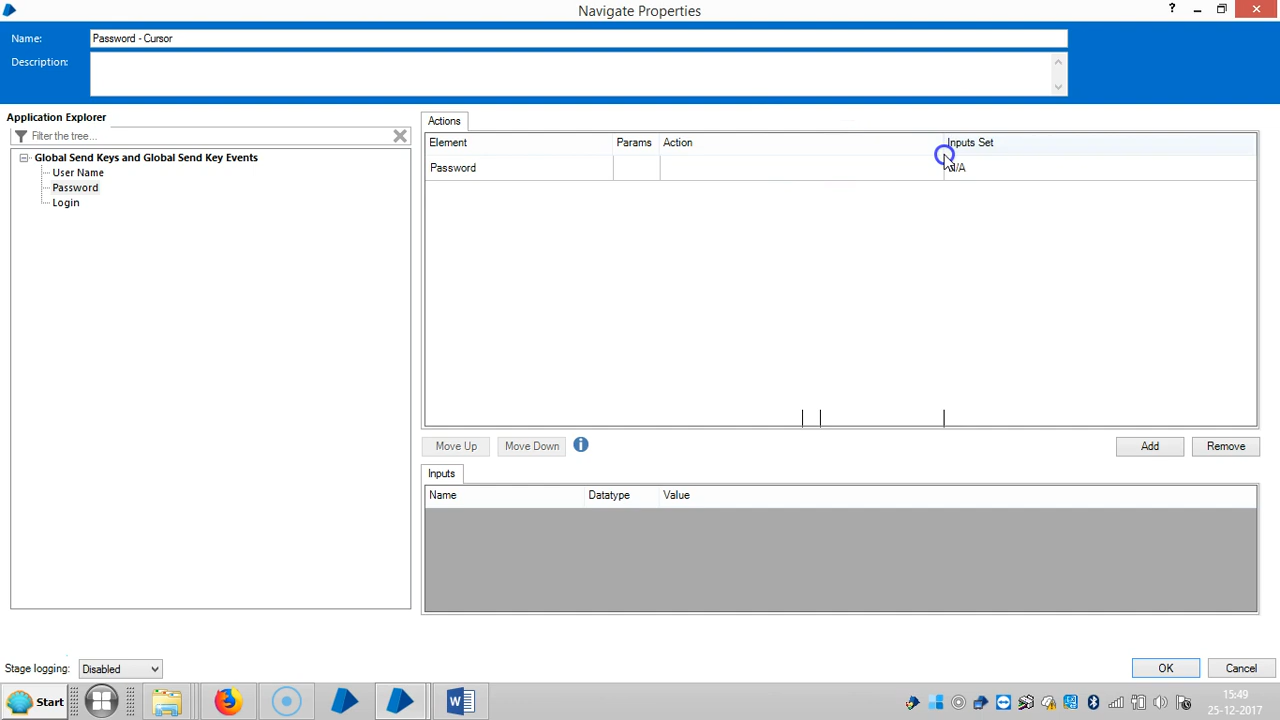 Navigate Properties
?
Name:
Password - Cursor
Description:
Application Explorer
Filter the tree...
Global Send Keys and Global Send Key Events
User Name
Password
Login
Actions
Element Params Action Inputs Set
Password N/A
Move Up Move Down Add Remove
Inputs
Name Datatype Value
Stage logging: Disabled OK Cancel
Start
15:49
25-12-2017